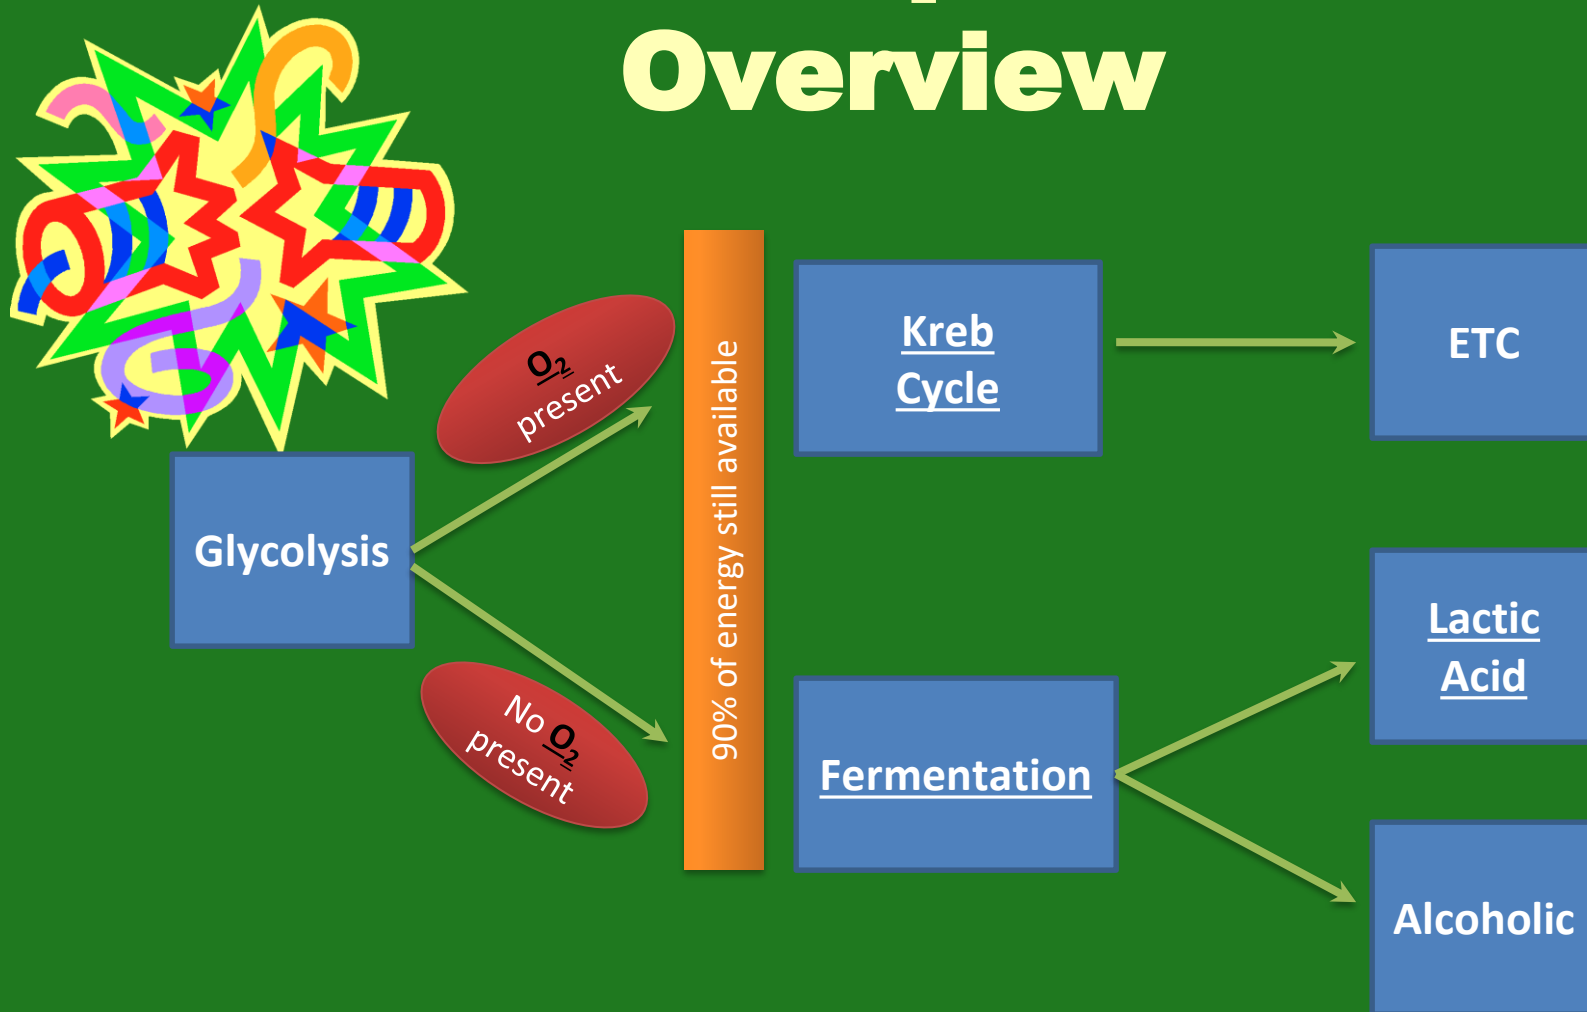 Overview
O₂
present
90% of energy still available
Kreb
Cycle
ETC
Glycolysis
No O₂
present
Fermentation
Lactic
Acid
Alcoholic